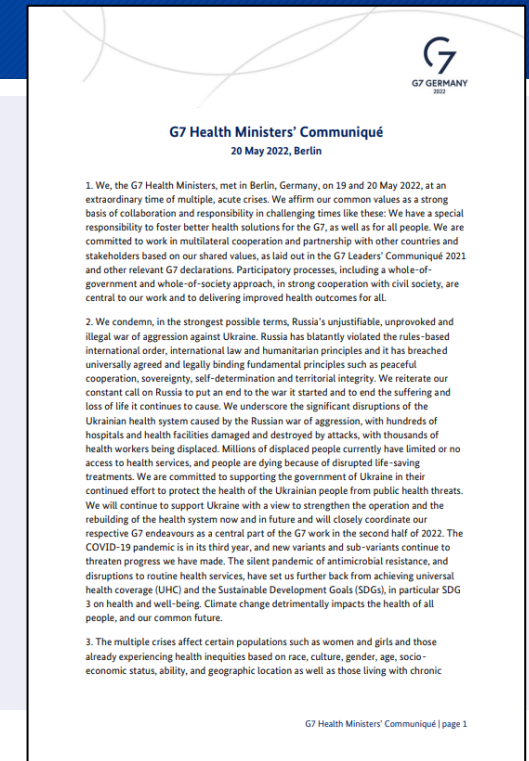 G7 GERMANY
2022
G7 Health Ministers' Communiqué
20 May 2022, Berlin
1. We, the G7 Health Ministers, met in Berlin, Germany, on 19 and 20 May 2022, at an
extraordinary time of multiple, acute crises. We affirm our common values as a strong
basis of collaboration and responsibility in challenging times like these: We have a special
responsibility to foster better health solutions for the G7, as well as for all people. We are
committed to work in multilateral cooperation and partnership with other countries and
stakeholders based on our shared values, as laid out in the G7 Leaders' Communiqué 2021
and other relevant G7 declarations. Participatory processes, including a whole-of-
government and whole-of-society approach, in strong cooperation with civil society, are
central to our work and to delivering improved health outcomes for all.
2. We condemn, in the strongest possible terms, Russia's unjustifiable, unprovoked and
illegal war of aggression against Ukraine. Russia has blatantly violated the rules-based
international order, international law and humanitarian principles and it has breached
universally agreed and legally binding fundamental principles such as peaceful
cooperation, sovereignty, self-determination and territorial integrity. We reiterate our
constant call on Russia to put an end to the war it started and to end the suffering and
loss of life it continues to cause. We underscore the significant disruptions of the
Ukrainian health system caused by the Russian war of aggression, with hundreds of
hospitals and health facilities damaged and destroyed by attacks, with thousands of
health workers being displaced. Millions of displaced people currently have limited or no
access to health services, and people are dying because of disrupted life-saving
treatments. We are committed to supporting the government of Ukraine in their
continued effort to protect the health of the Ukrainian people from public health threats.
We will continue to support Ukraine with a view to strengthen the operation and the
rebuilding of the health system now and in future and will closely coordinate our
respective G7 endeavours as a central part of the G7 work in the second half of 2022. The
COVID-19 pandemic is in its third year, and new variants and sub-variants continue to
threaten progress we have made. The silent pandemic of antimicrobial resistance, and
disruptions to routine health services, have set us further back from achieving universal
health coverage (UHC) and the Sustainable Development Goals (SDGs), in particular SDG
3 on health and well-being. Climate change detrimentally impacts the health of all
people, and our common future.
3. The multiple crises affect certain populations such as women and girls and those
already experiencing health inequities based on race, culture, gender, age, socio-
economic status, ability, and geographic location as well as those living with chronic
G7 Health Ministers' Communiqué | page 1